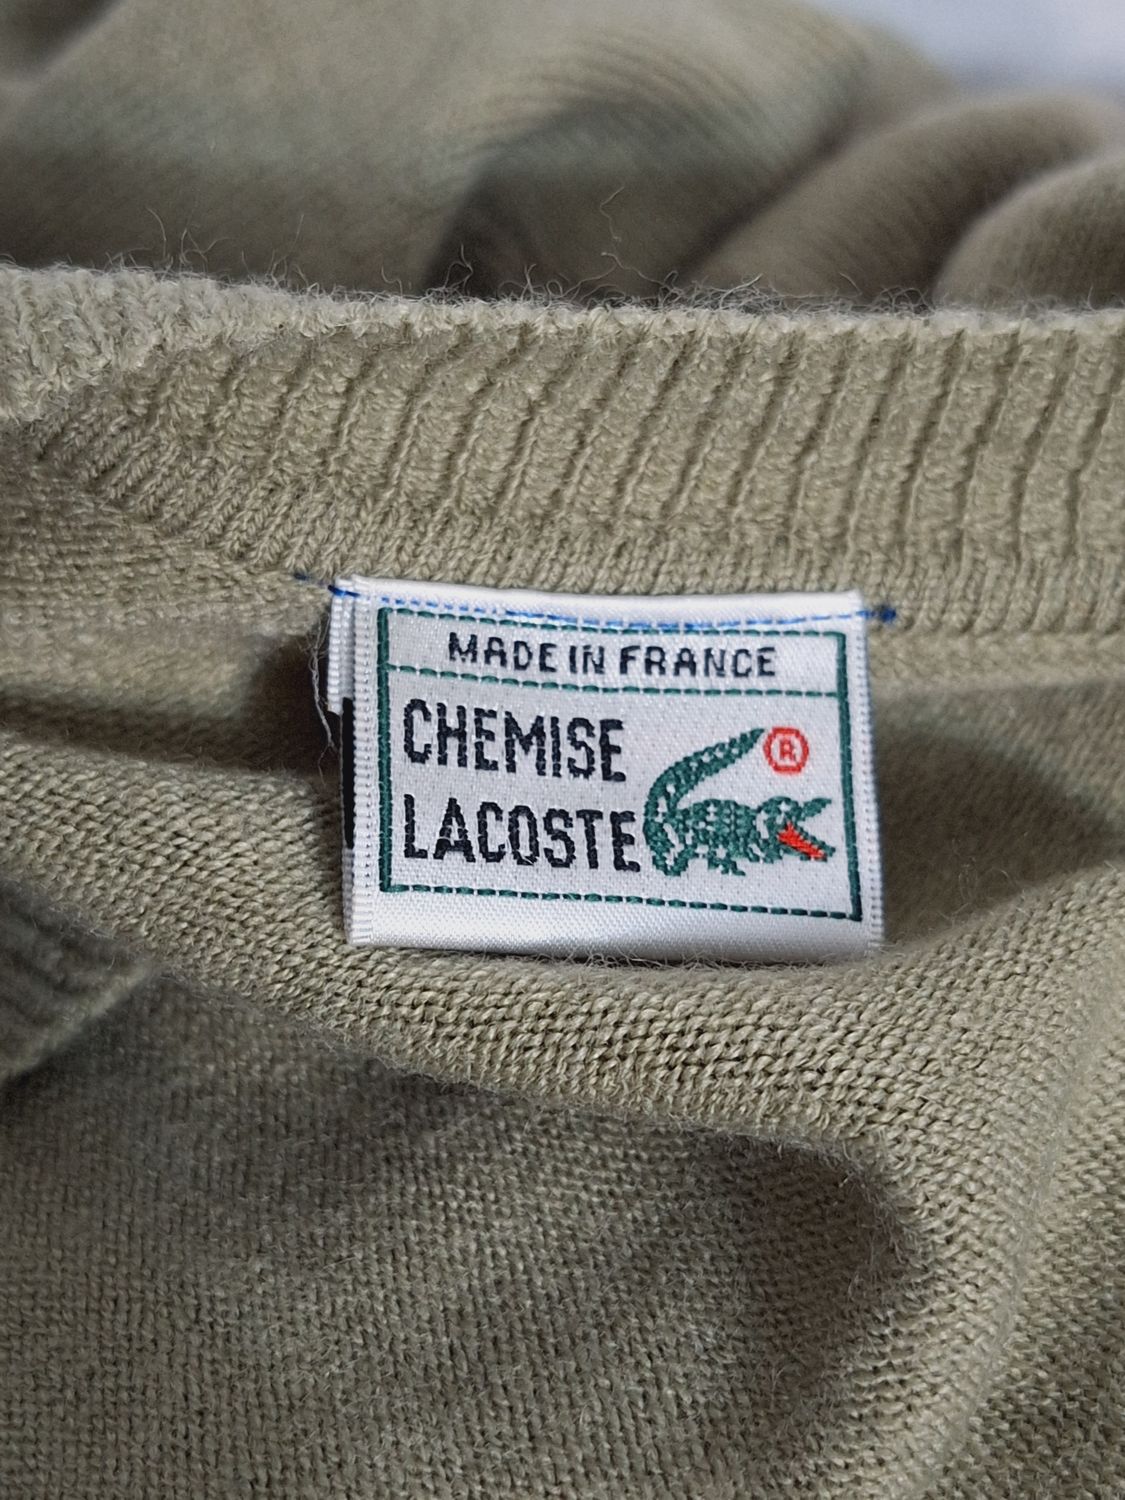 MADE IN FRANCE
CHEMISE
LACOSTE
®